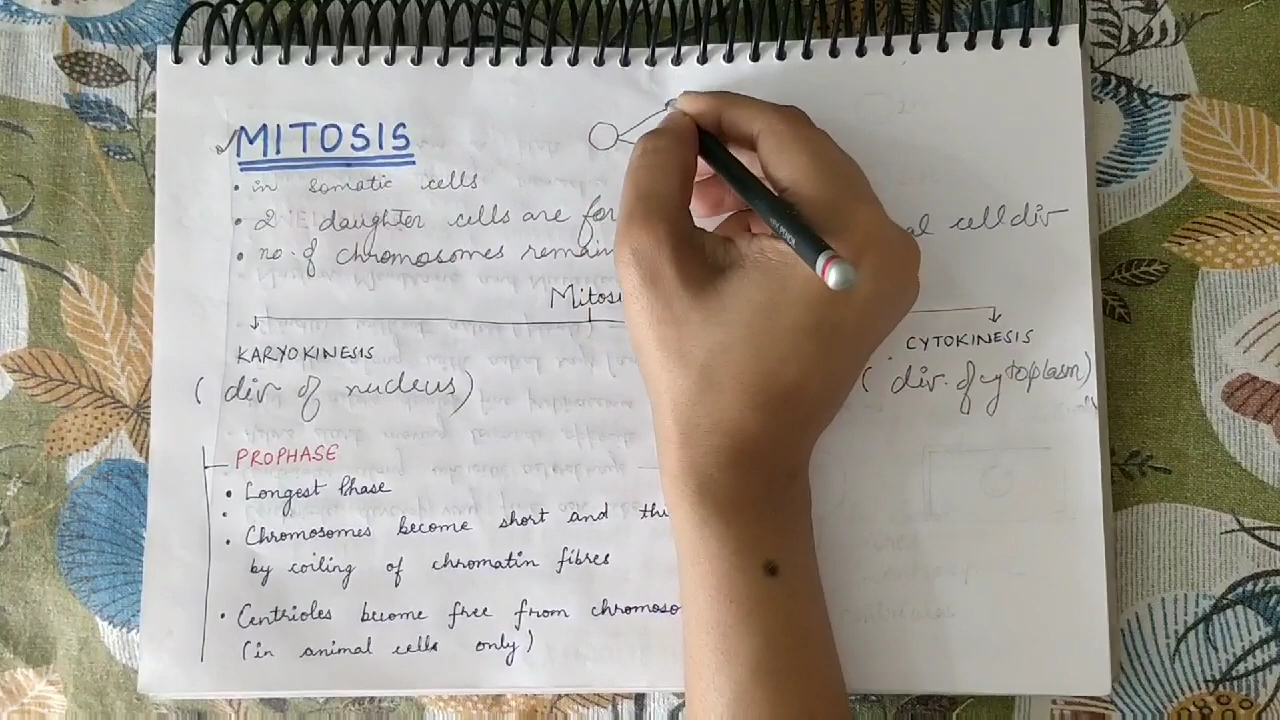 MITOSIS
• in somatic cells
• 2 daughter cells are for al cell div
• no. of chromosomes remain
Mitosi
KARYOKINESIS
CYTOKINESIS
( div of nucleus)
( div. of cytoplasm)
PROPHASE
• Longest Phase
• Chromosomes become short and thi
by coiling of chromatin fibres
• Centrioles become free from chromoso
(in animal cells only)